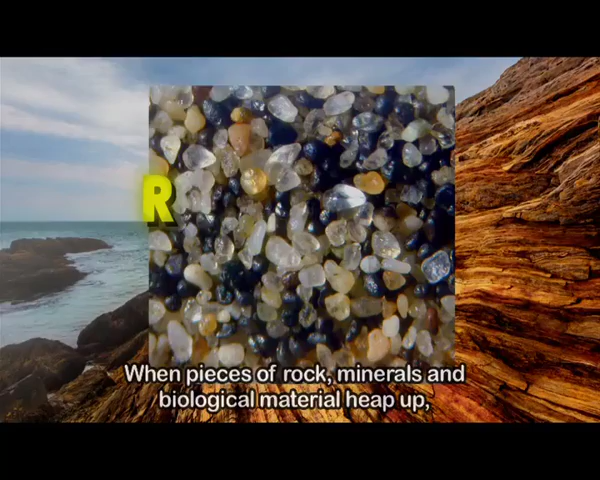 R
When pieces of rock, minerals and
biological material heap up,